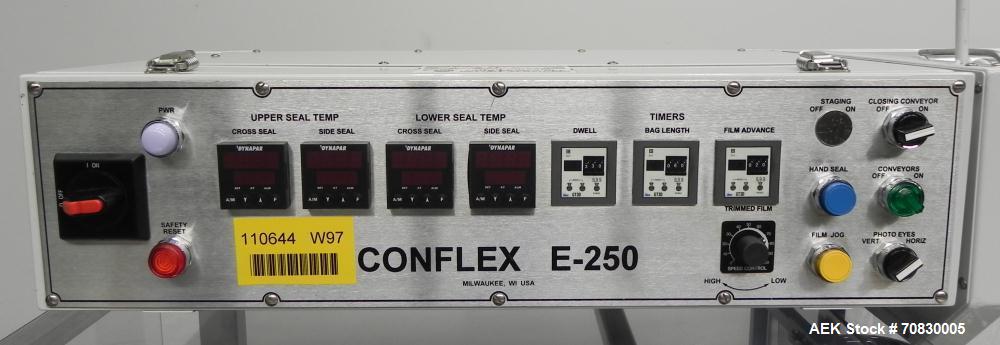 PWR
I ON
O OFF
SAFETY
RESET
UPPER SEAL TEMP
CROSS SEAL
SIDE SEAL
LOWER SEAL TEMP
CROSS SEAL
SIDE SEAL
DYNAPAR
DYNAPAR
DYNAPAR
DYNAPAR
A/M
A/M
A/M
A/M
TIMERS
DWELL
BAG LENGTH
FILM ADVANCE
TRIMMED FILM
SPEED CONTROL
HIGH
LOW
STAGING
OFF ON
CLOSING CONVEYOR
OFF ON
HAND SEAL
CONVEYORS
OFF ON
FILM JOG
PHOTO EYES
VERT HORIZ
110644 W97
CONFLEX E-250
MILWAUKEE, WI USA
AEK Stock # 70830005